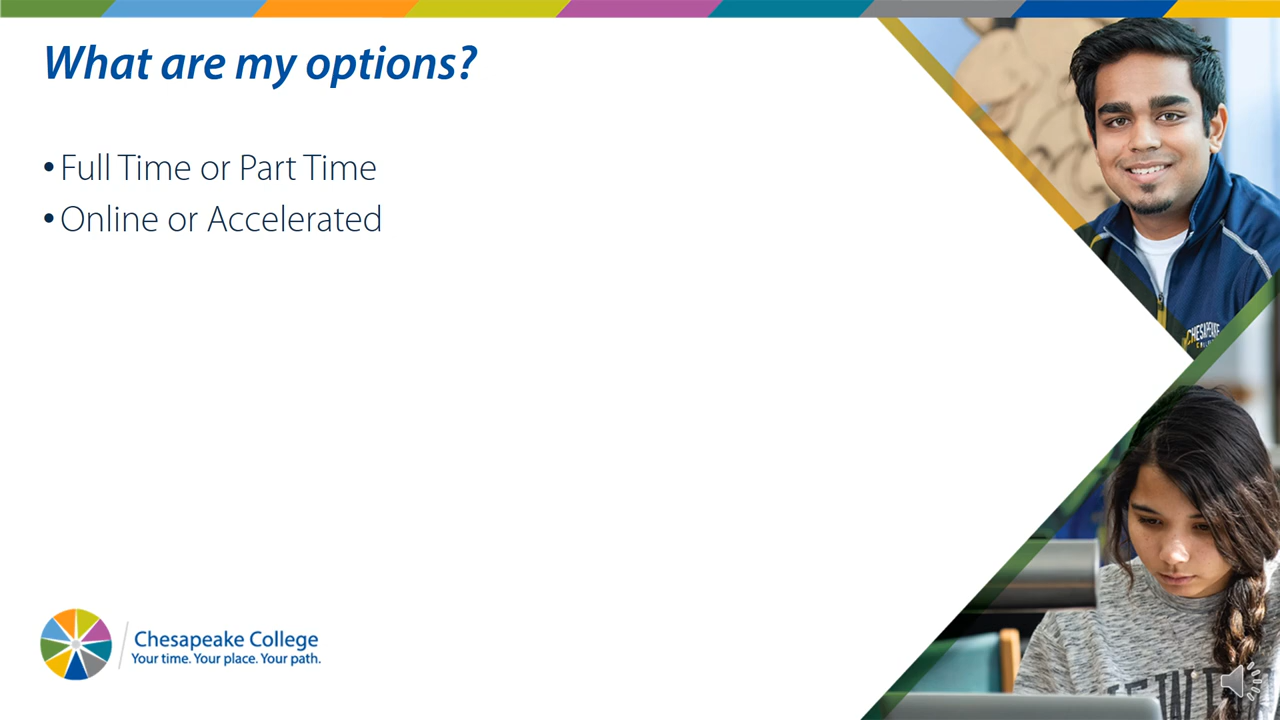 What are my options?
• Full Time or Part Time
• Online or Accelerated
CHESAPEAKE
Chesapeake College
Your time. Your place. Your path.